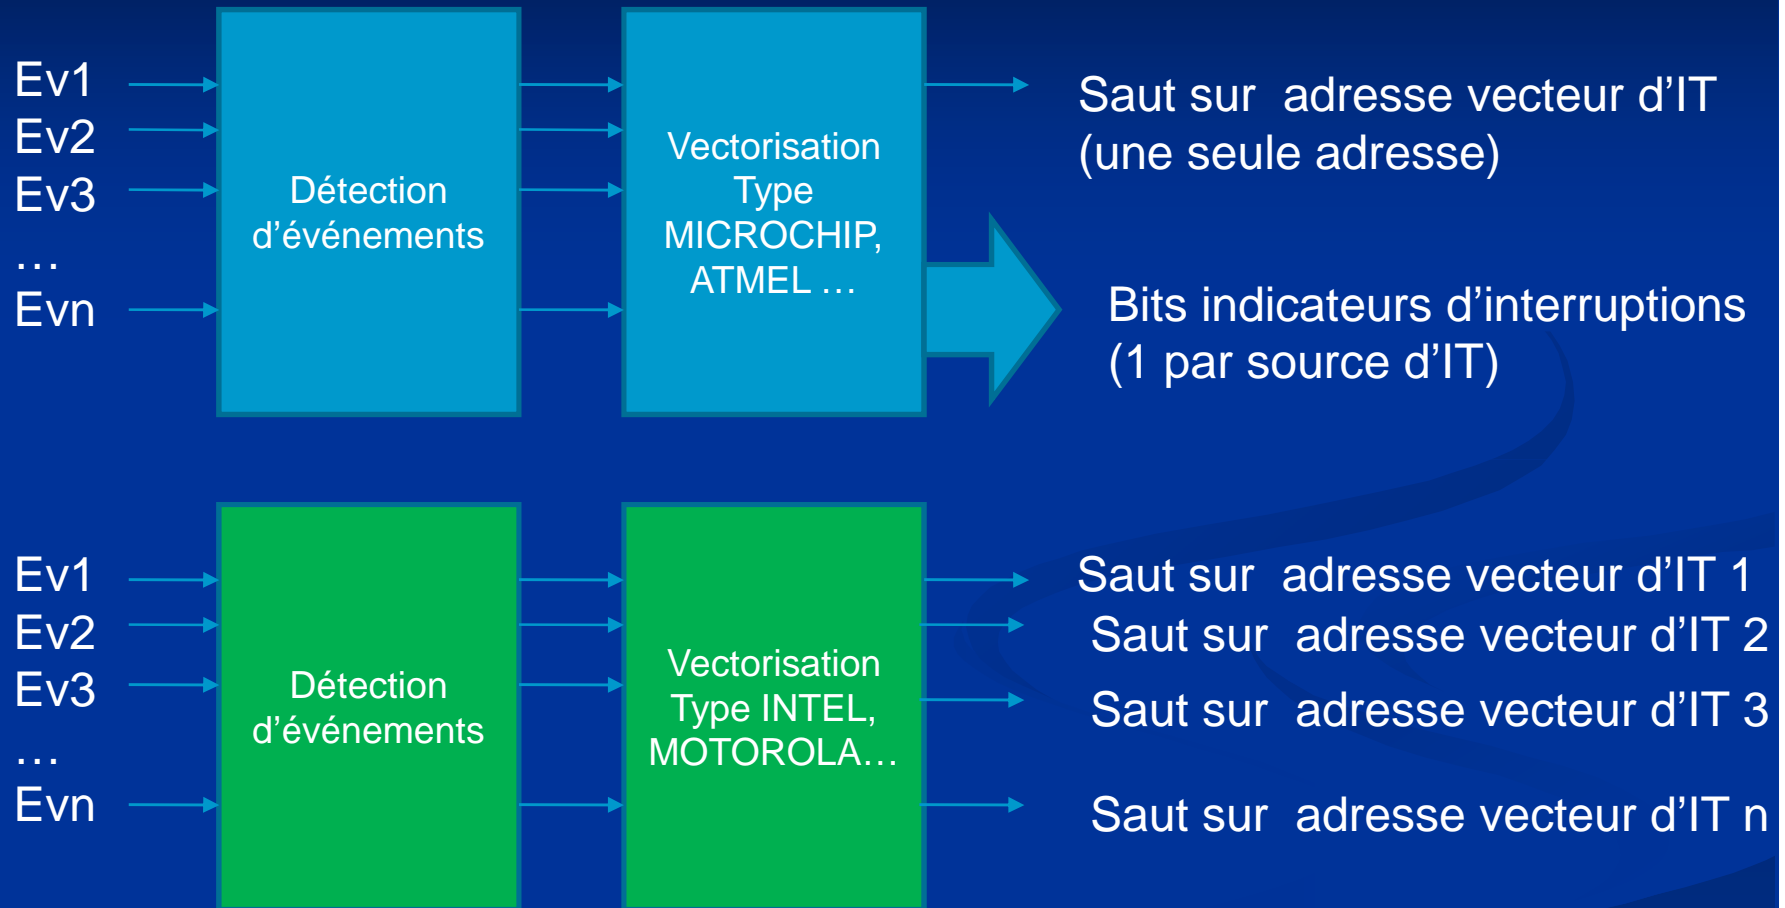 Ev1
Ev2
Ev3
…
Evn
Détection
d’événements
Vectorisation
Type
MICROCHIP,
ATMEL …
Saut sur  adresse vecteur d’IT
(une seule adresse)
Bits indicateurs d’interruptions
(1 par source d’IT)
Ev1
Ev2
Ev3
…
Evn
Détection
d’événements
Vectorisation
Type INTEL,
MOTOROLA…
Saut sur  adresse vecteur d’IT 1
Saut sur  adresse vecteur d’IT 2
Saut sur  adresse vecteur d’IT 3
Saut sur  adresse vecteur d’IT n